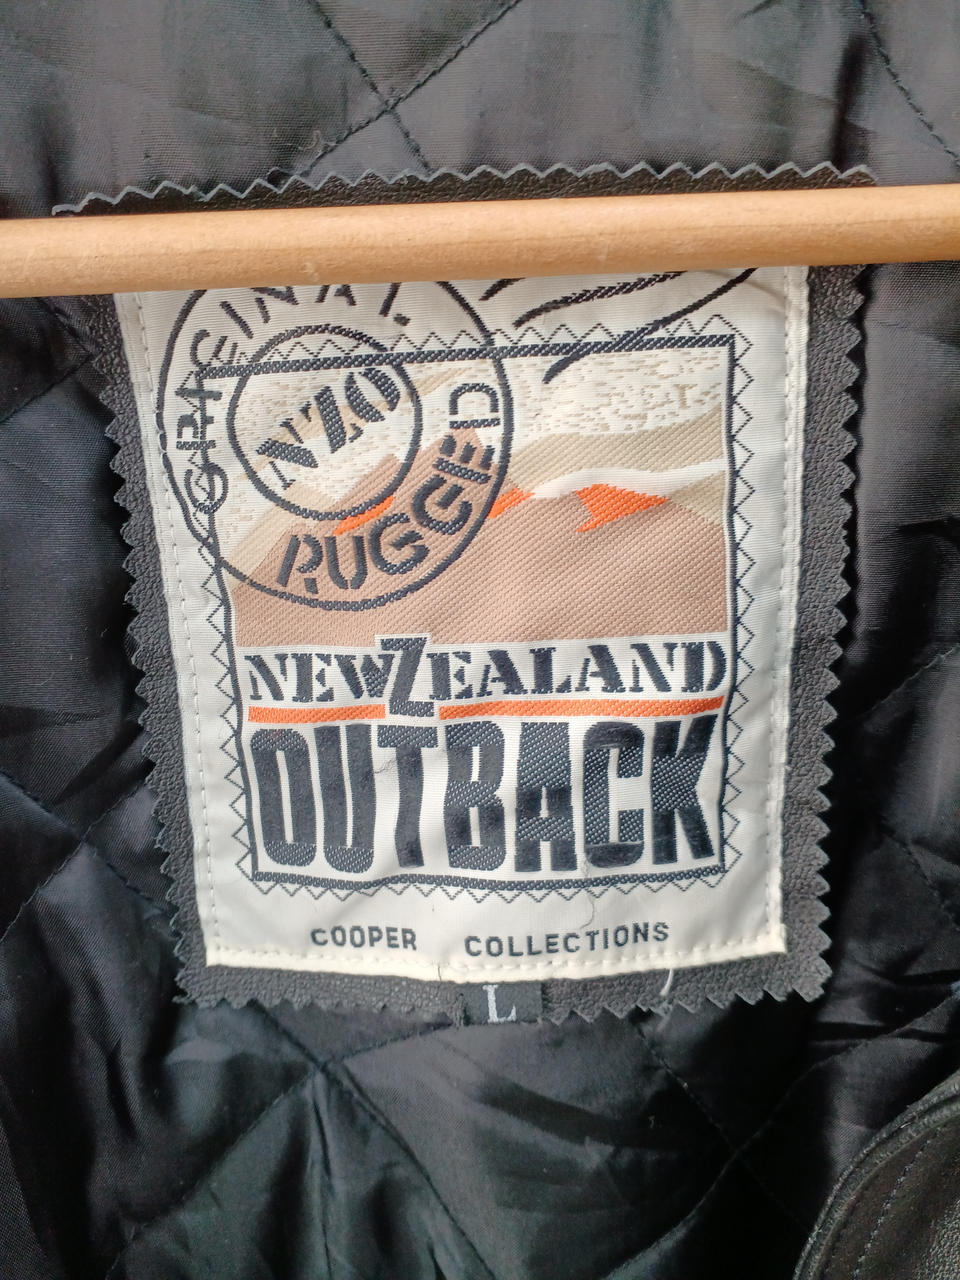 ORIGINAL
NZO
RUGGED
NEW ZEALAND
OUTBACK
COOPER COLLECTIONS
L